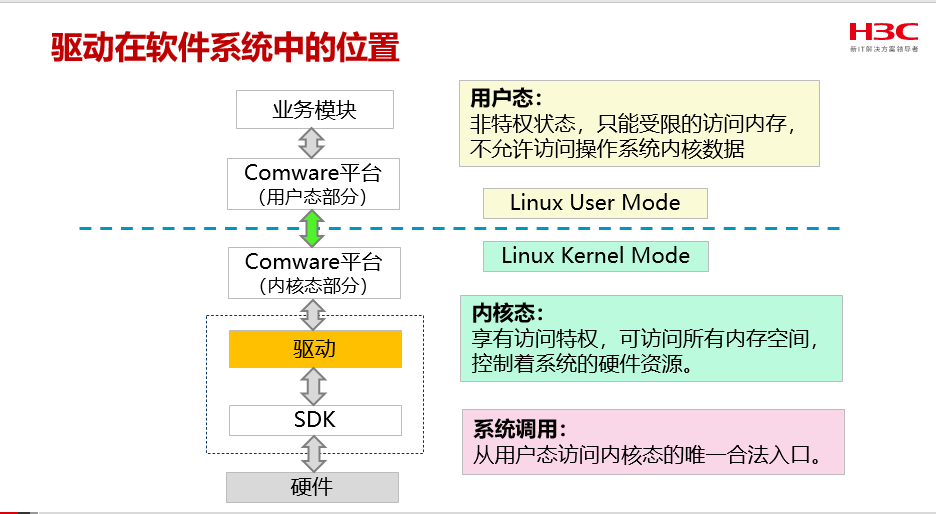 驱动在软件系统中的位置
H3C
新IT解决方案领导者
业务模块
Comware平台
（用户态部分）
Comware平台
（内核态部分）
驱动
SDK
硬件
用户态：
非特权状态，只能受限的访问内存，
不允许访问操作系统内核数据
Linux User Mode
Linux Kernel Mode
内核态：
享有访问特权，可访问所有内存空间，
控制着系统的硬件资源。
系统调用：
从用户态访问内核态的唯一合法入口。